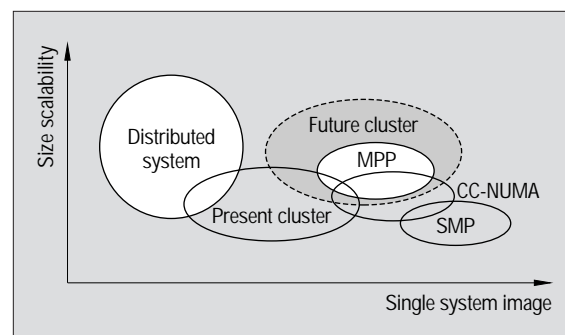 Size scalability
Distributed
system
Future cluster
MPP
CC-NUMA
Present cluster
SMP
Single system image